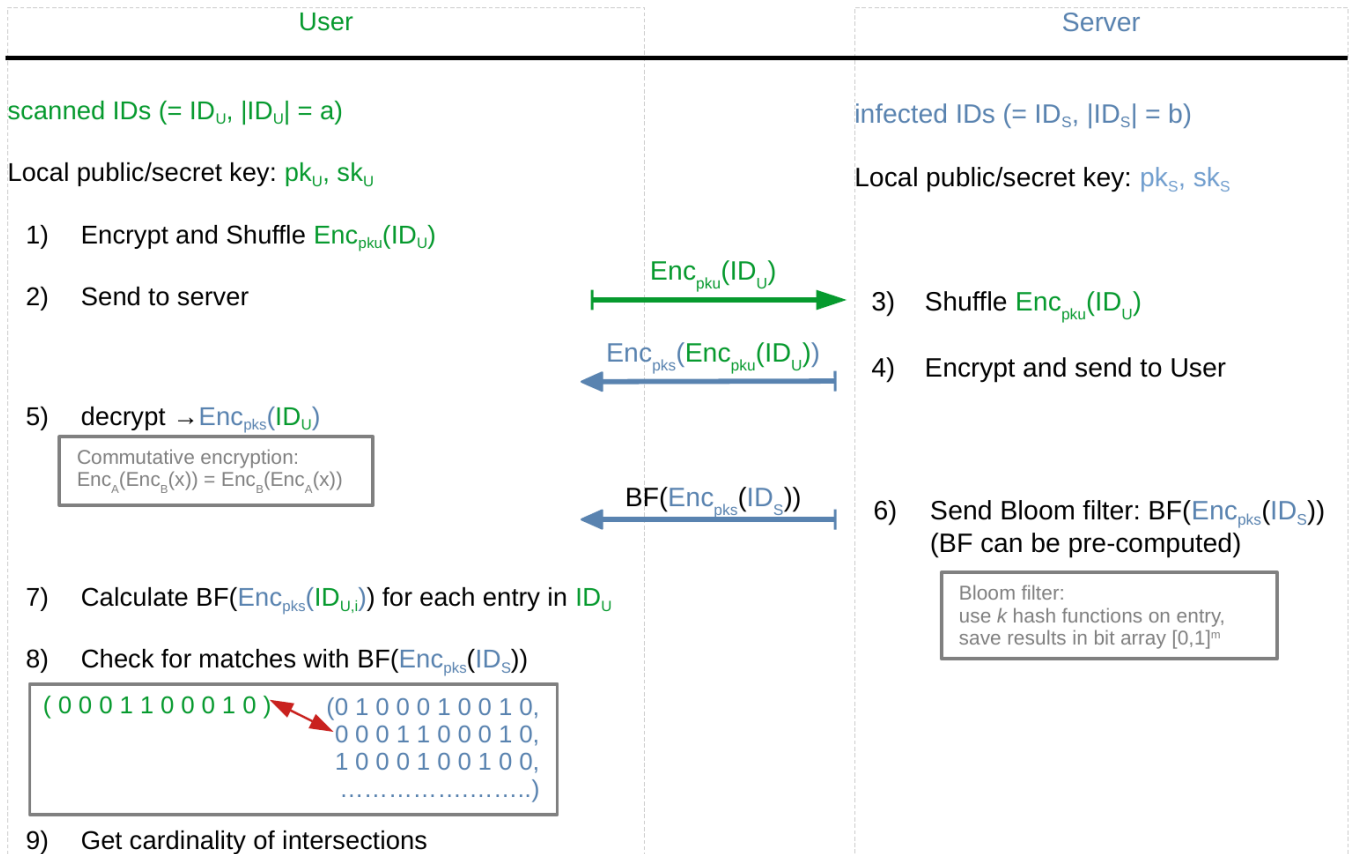 User
Server
scanned IDs (= IDU, |IDU| = a)
infected IDs (= IDS, |IDS| = b)
Local public/secret key: pkU, skU
Local public/secret key: pkS, skS
1) Encrypt and Shuffle Encpku(IDU)
Encpku(IDU)
2) Send to server
3) Shuffle Encpku(IDU)
Encpks(Encpku(IDU))
4) Encrypt and send to User
5) decrypt →Encpks(IDU)
Commutative encryption:
EncA(EncB(x)) = EncB(EncA(x))
BF(Encpks(IDS))
6) Send Bloom filter: BF(Encpks(IDS))
(BF can be pre-computed)
Bloom filter:
use k hash functions on entry,
save results in bit array [0,1]m
7) Calculate BF(Encpks(IDU,i)) for each entry in IDU
8) Check for matches with BF(Encpks(IDS))
( 0 0 0 1 1 0 0 0 1 0 )
(0 1 0 0 0 1 0 0 1 0,
0 0 0 1 1 0 0 0 1 0,
1 0 0 0 1 0 0 1 0 0,
…………………..)
9) Get cardinality of intersections